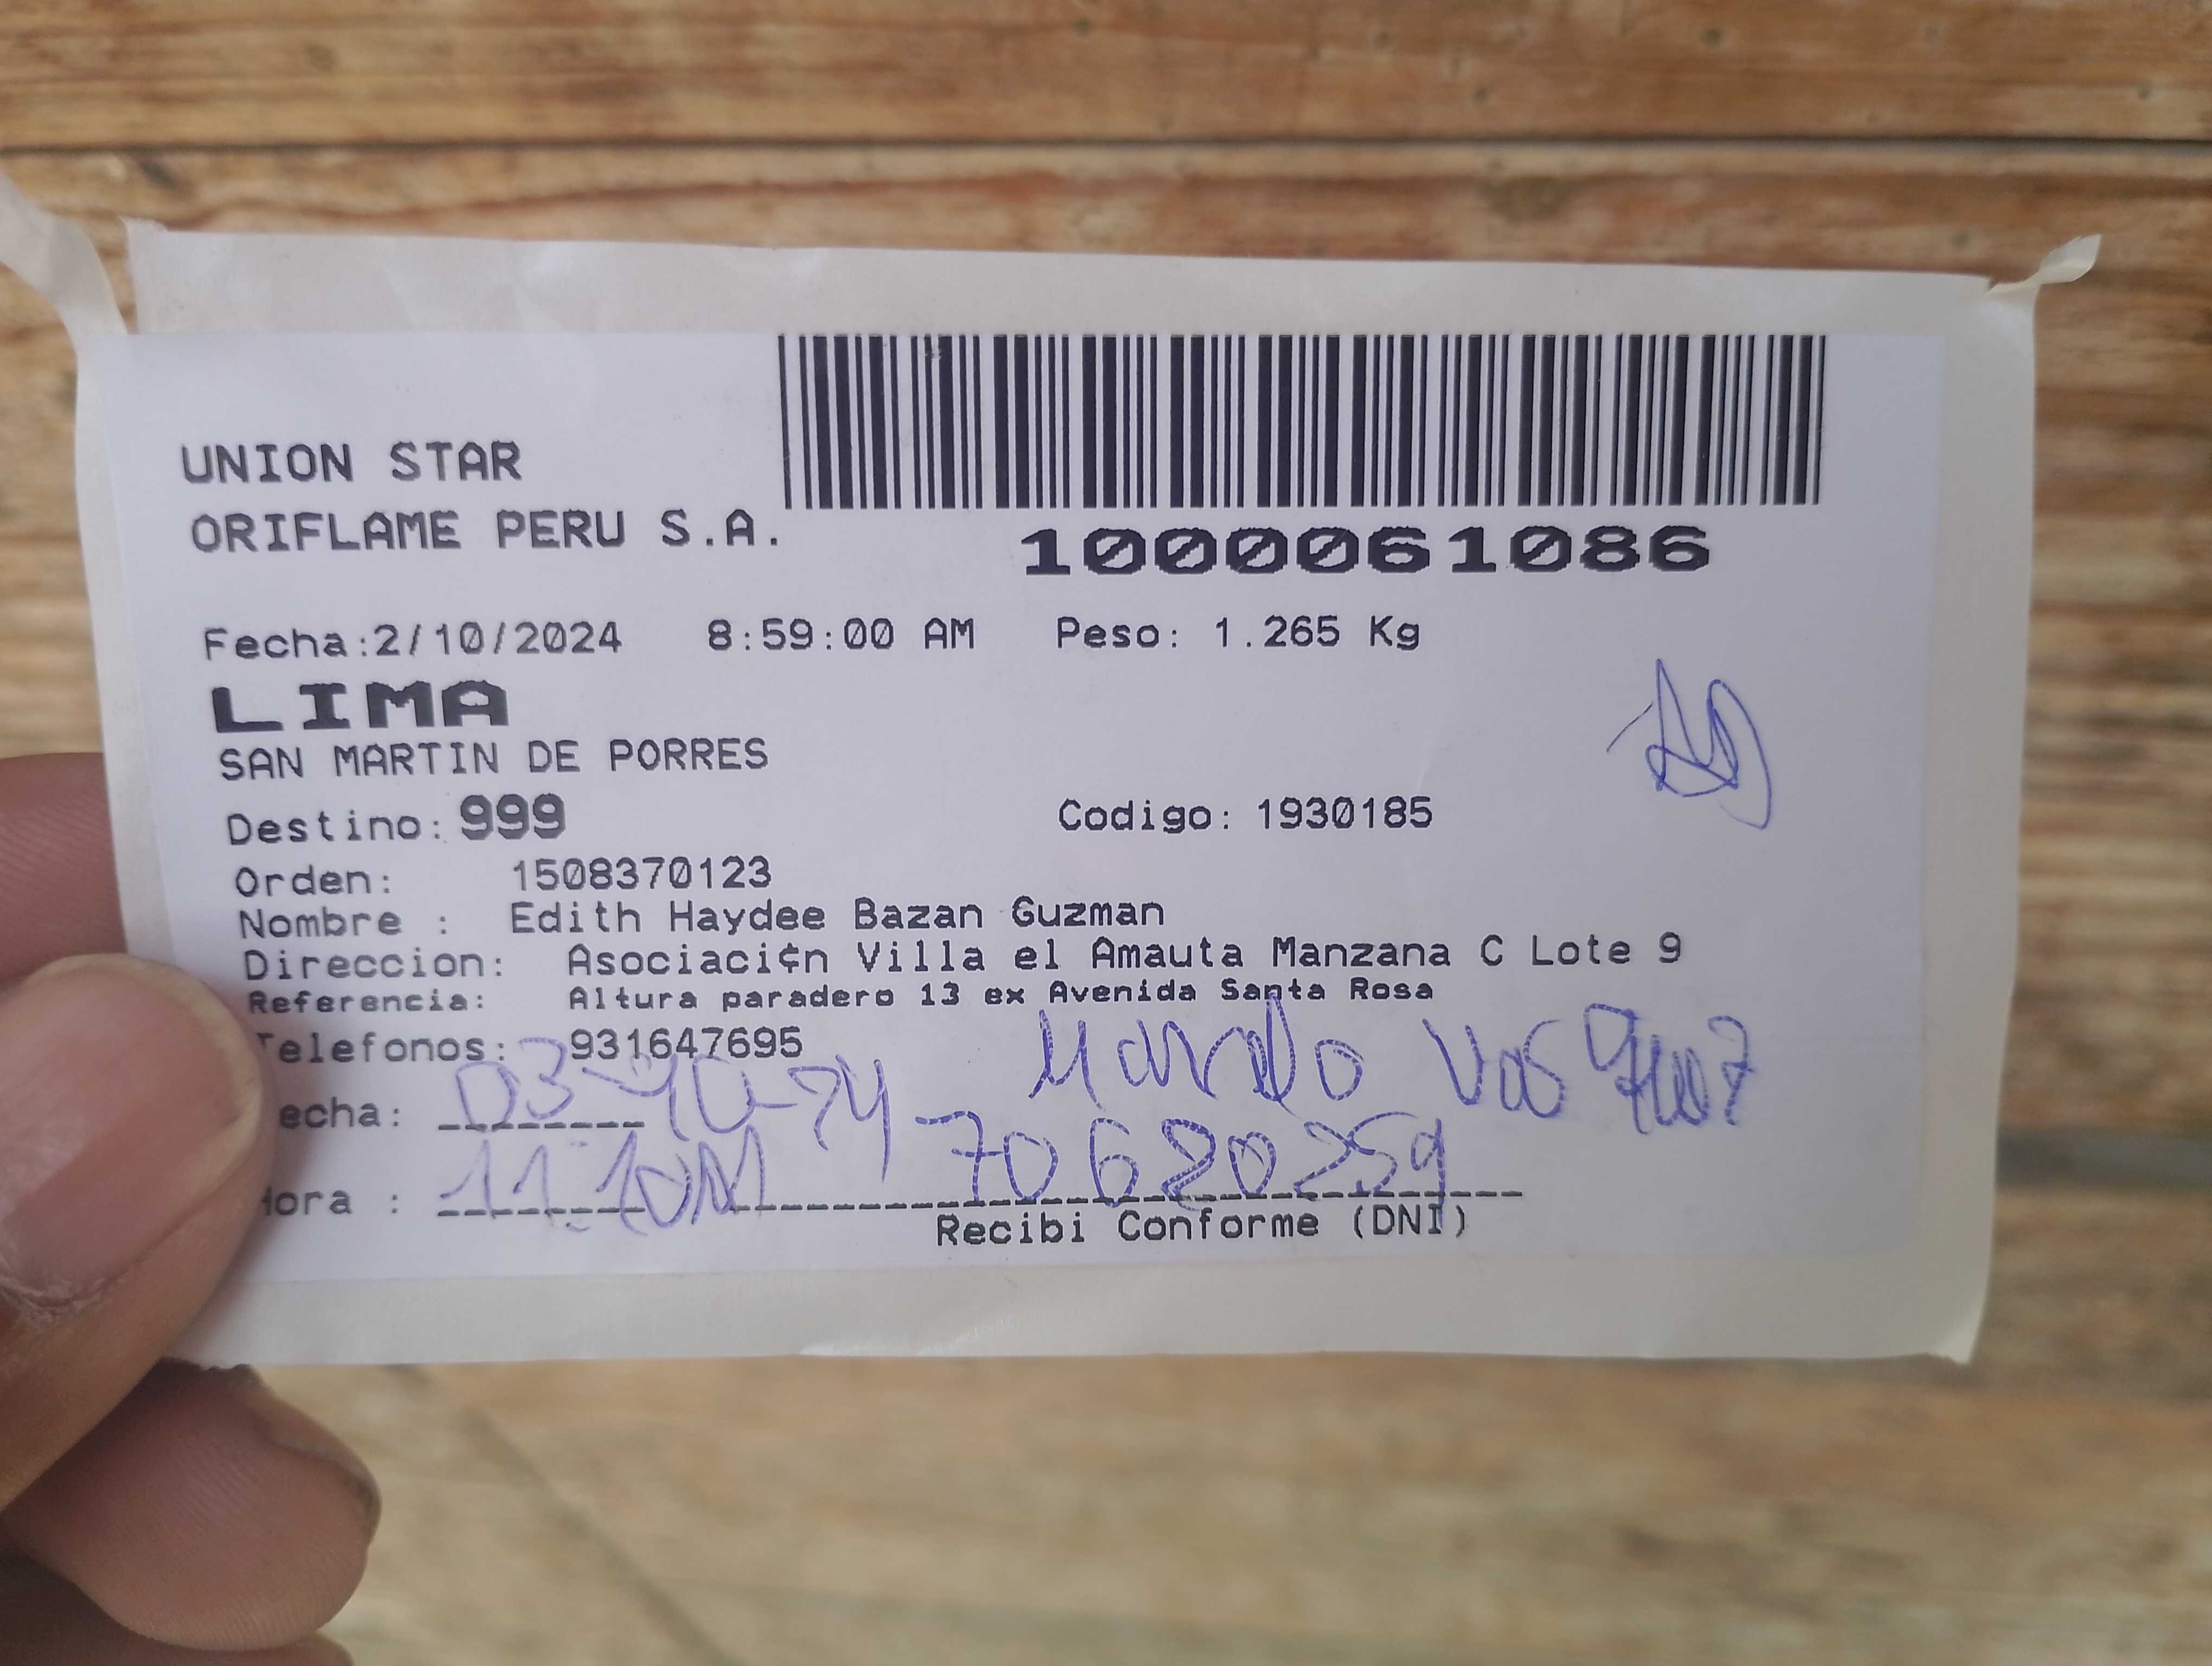 UNION STAR
ORIFLAME PERU S.A.
1000061086
Fecha:2/10/2024 8:59:00 AM Peso: 1.265 Kg
LIMA
SAN MARTIN DE PORRES
Destino: 999 Codigo: 1930185
Orden: 1508370123
Nombre : Edith Haydee Bazan Guzman
Direccion: Asociaci¢n Villa el Amauta Manzana C Lote 9
Referencia: Altura paradero 13 ex Avenida Santa Rosa
Telefonos: 931647695
echa: 03-10-24 70680259
Hora : 11:10
Recibi Conforme (DNI)